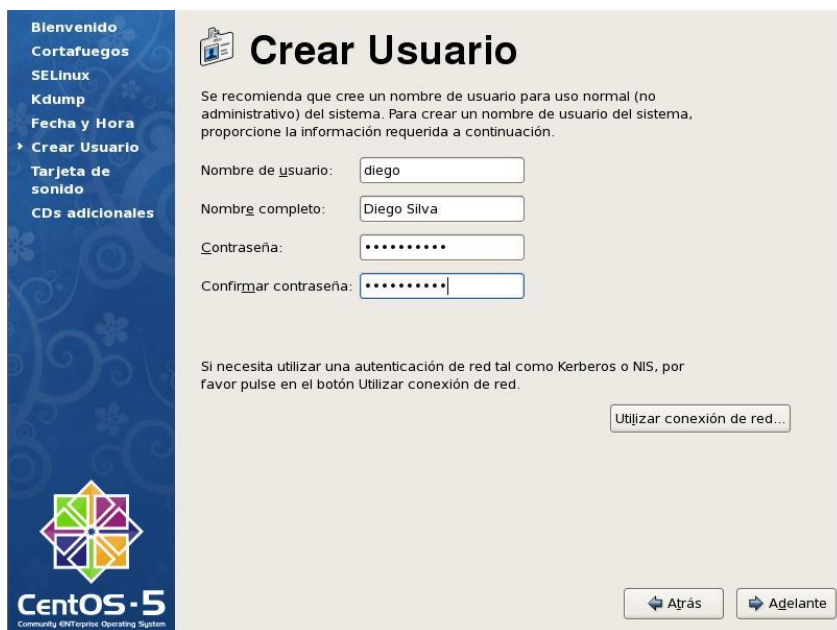 Bienvenido
Cortafuegos
SELinux
Kdump
Fecha y Hora
Crear Usuario
Tarjeta de
sonido
CDs adicionales
CentOS-5
Community ENTerprise Operating System
Crear Usuario
Se recomienda que cree un nombre de usuario para uso normal (no
administrativo) del sistema. Para crear un nombre de usuario del sistema,
proporcione la información requerida a continuación.
Nombre de usuario: diego
Nombre completo: Diego Silva
Contraseña: ••••••••••
Confirmar contraseña: ••••••••••
Si necesita utilizar una autenticación de red tal como Kerberos o NIS, por
favor pulse en el botón Utilizar conexión de red.
Utilizar conexión de red...
Atrás
Adelante